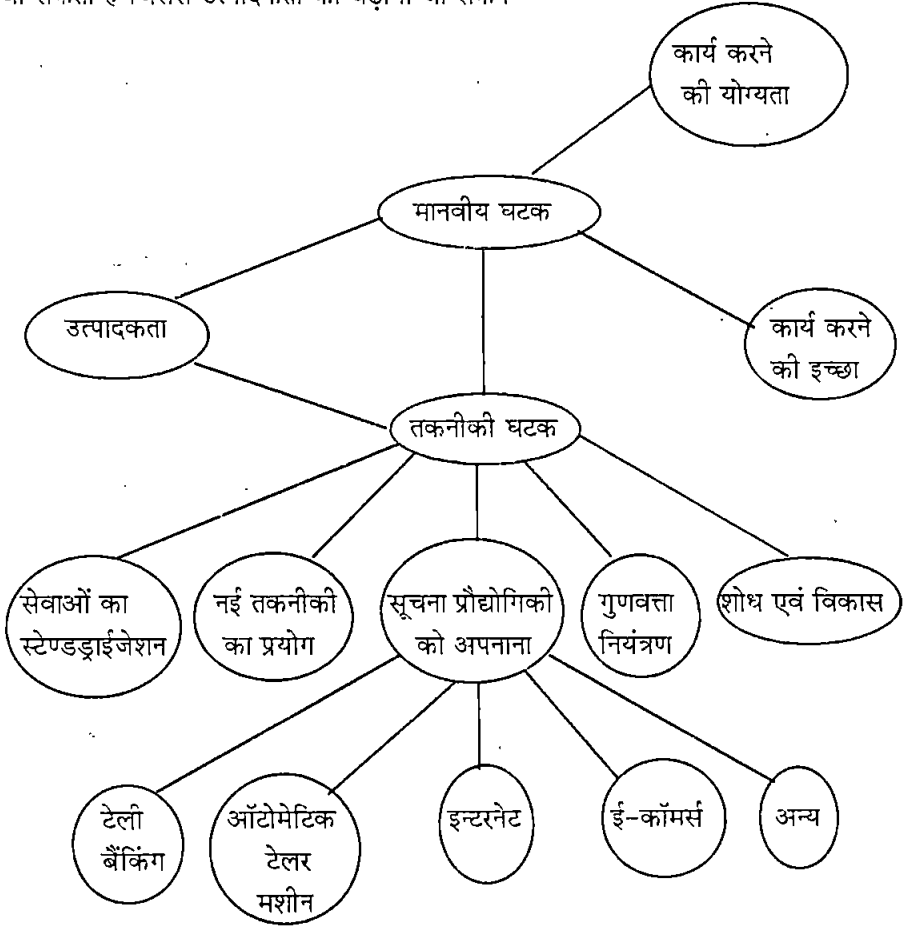 कार्य करने
की योग्यता
मानवीय घटक
उत्पादकता
कार्य करने
की इच्छा
तकनीकी घटक
सेवाओं का
स्टेण्डड्राईजेशन
नई तकनीकी
का प्रयोग
सूचना प्रौद्योगिकी
को अपनाना
गुणवत्ता
नियंत्रण
शोध एवं विकास
टेली
बैंकिंग
ऑटोमेटिक
टेलर
मशीन
इन्टरनेट
ई-कॉमर्स
अन्य